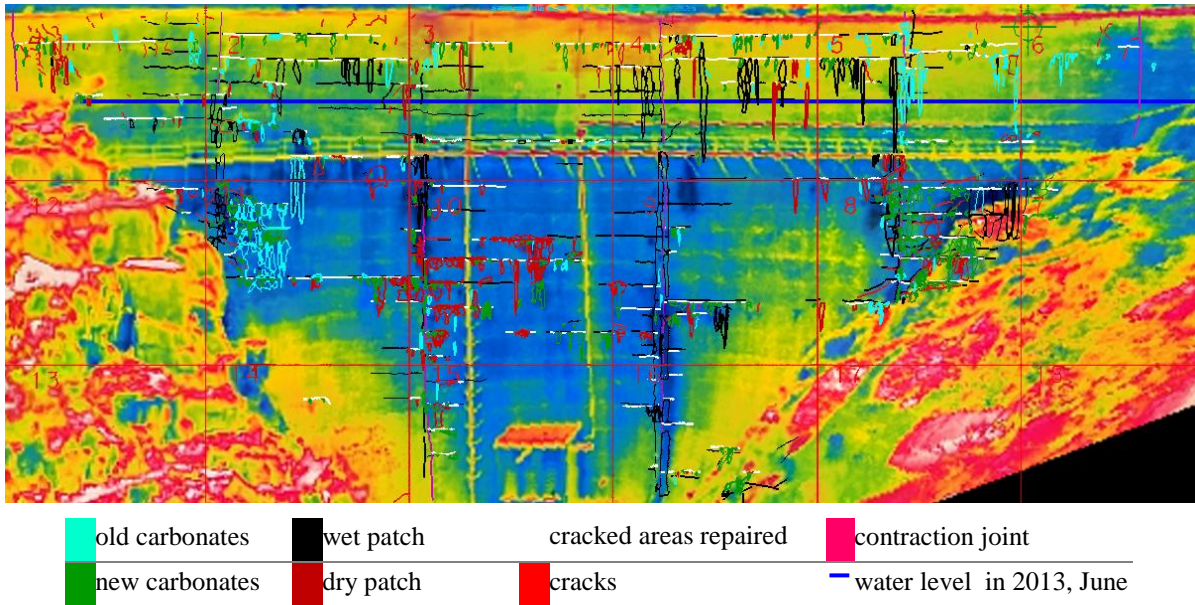 2 3 4 5 6
12 10 9 8 7
13 14 15 17
old carbonates wet patch cracked areas repaired contraction joint
new carbonates dry patch cracks water level in 2013, June